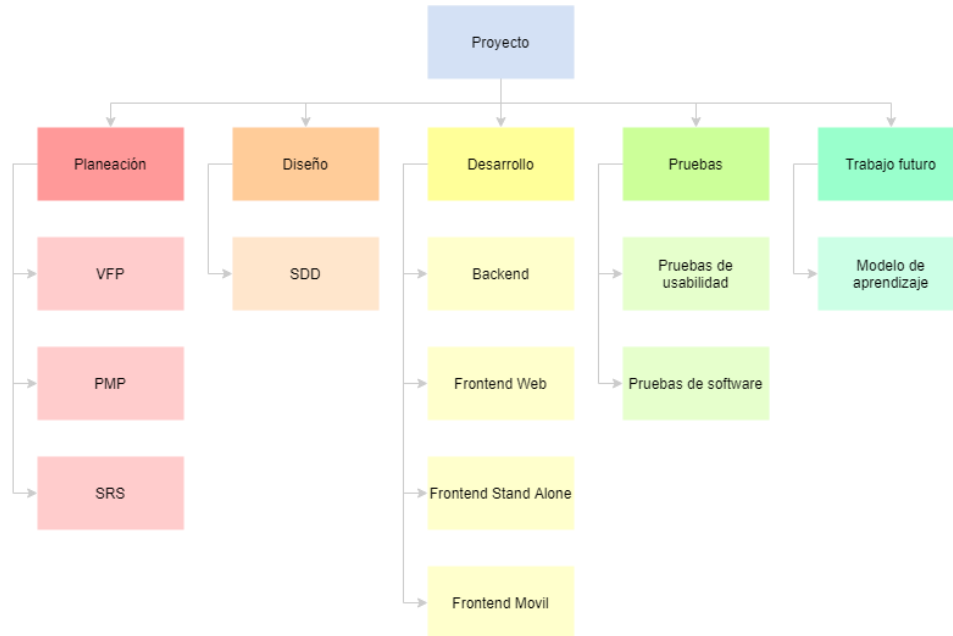 Proyecto
Planeación
Diseño
Desarrollo
Pruebas
Trabajo futuro
VFP
SDD
Backend
Pruebas de
usabilidad
Modelo de
aprendizaje
PMP
Frontend Web
Pruebas de software
SRS
Frontend Stand Alone
Frontend Movil